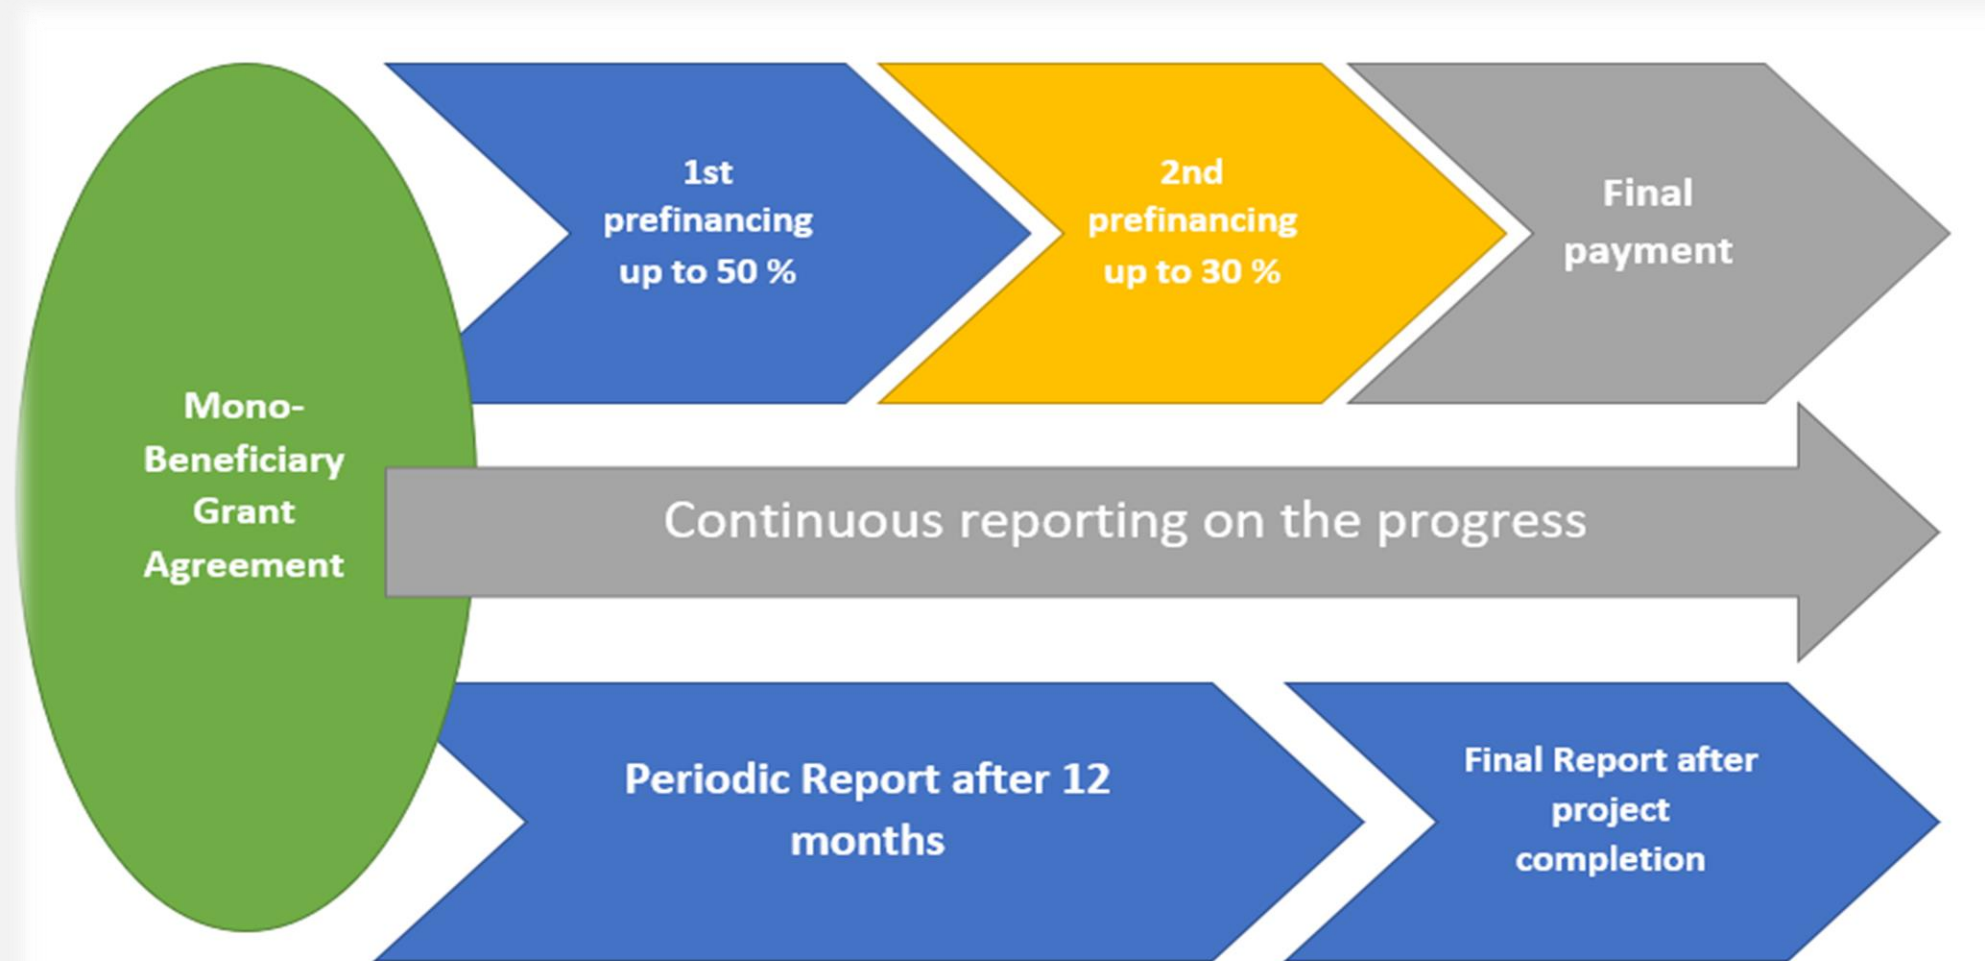 Mono-
Beneficiary
Grant
Agreement
1st
prefinancing
up to 50 %
2nd
prefinancing
up to 30 %
Final
payment
Continuous reporting on the progress
Periodic Report after 12
months
Final Report after
project
completion